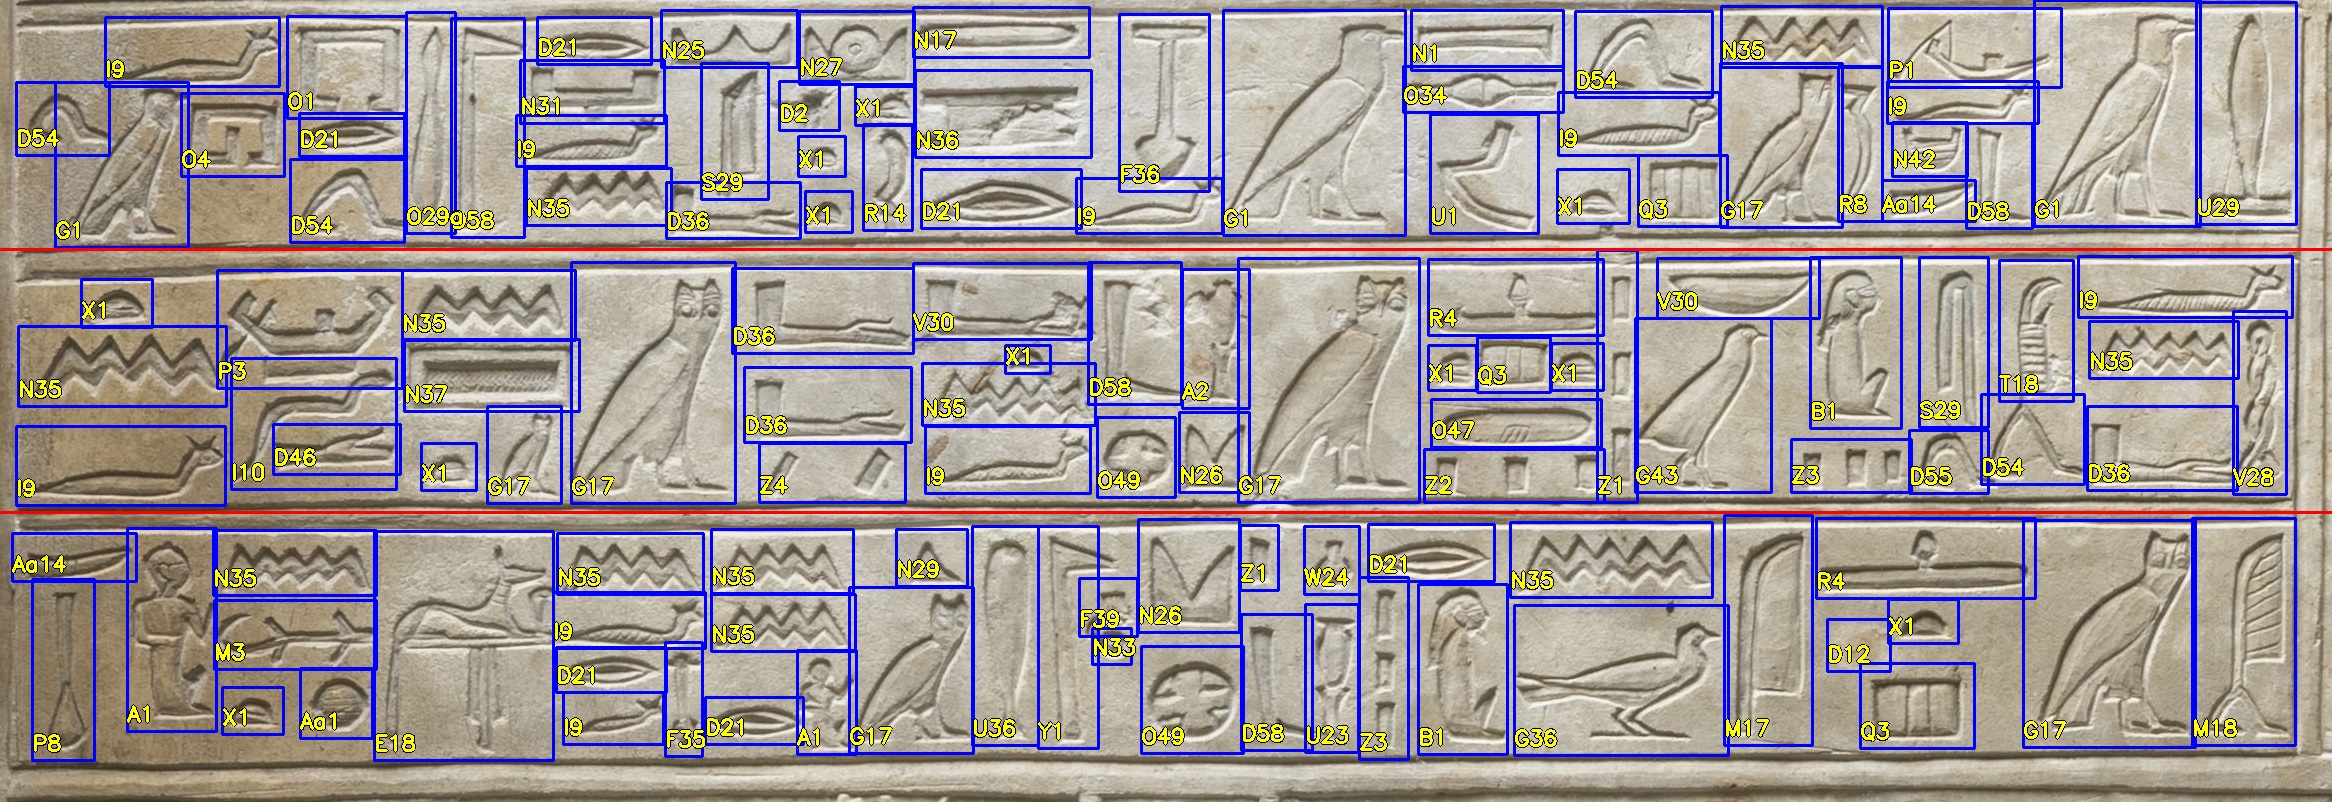 I9 D54 G1 O4 O1 D21 D54 O29 D58 D21 N31 I9 N35 N25 S29 D36 D2 X1 X1 N27 X1 R14 N17 N36 D21 F36 I9 G1 N1 O34 U1 D54 I9 X1 Q3 N35 G17 R8 P1 I9 N42 Aa14 D58 G1 U29
X1 N35 I9 P3 I10 D46 N35 N37 X1 G17 G17 D36 D36 Z4 V30 X1 N35 I9 D58 A2 O49 N26 G17 R4 X1 Q3 X1 O47 Z2 Z1 V30 G43 B1 Z3 S29 D55 T18 D54 I9 N35 D36 V28
Aa14 P8 A1 N35 M3 X1 Aa1 E18 N35 I9 D21 I9 F35 N35 N35 D21 A1 N29 G17 U36 Y1 F39 N33 N26 O49 Z1 D58 W24 U23 D21 Z3 B1 N35 G36 M17 R4 X1 D12 Q3 G17 M18